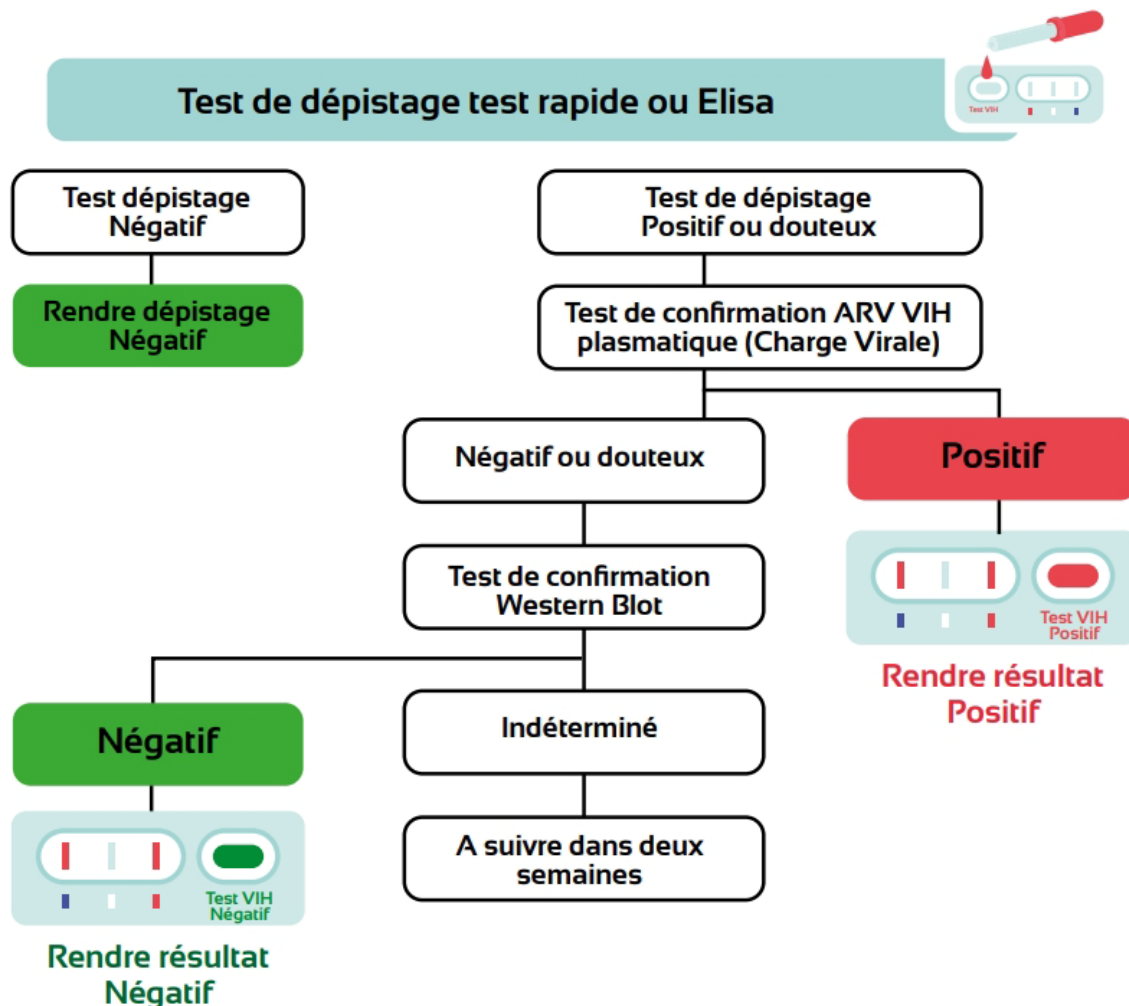 Test de dépistage test rapide ou Elisa
Test VIH
Test dépistage
Négatif
Test de dépistage
Positif ou douteux
Rendre dépistage
Négatif
Test de confirmation ARV VIH
plasmatique (Charge Virale)
Négatif ou douteux
Positif
Test de confirmation
Western Blot
Test VIH
Positif
Rendre résultat
Positif
Négatif
Indéterminé
A suivre dans deux
semaines
Test VIH
Négatif
Rendre résultat
Négatif